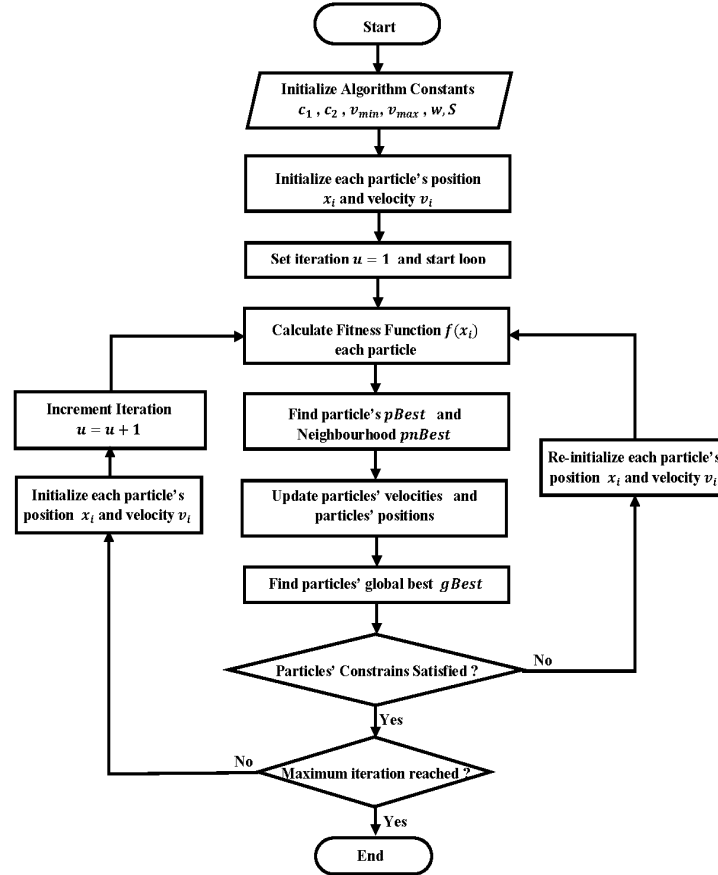 Start
Initialize Algorithm Constants
c₁ , c₂ , vₘᵢₙ, vₘₐₓ , w, S
Initialize each particle's position
xᵢ and velocity vᵢ
Set iteration u = 1 and start loop
Calculate Fitness Function f(xᵢ)
each particle
Find particle's pBest and
Neighbourhood pnBest
Update particles' velocities and
particles' positions
Find particles' global best gBest
Particles' Constrains Satisfied ?
No
Re-initialize each particle's
position xᵢ and velocity vᵢ
Yes
Maximum iteration reached ?
No
Initialize each particle's
position xᵢ and velocity vᵢ
Increment Iteration
u = u + 1
Yes
End